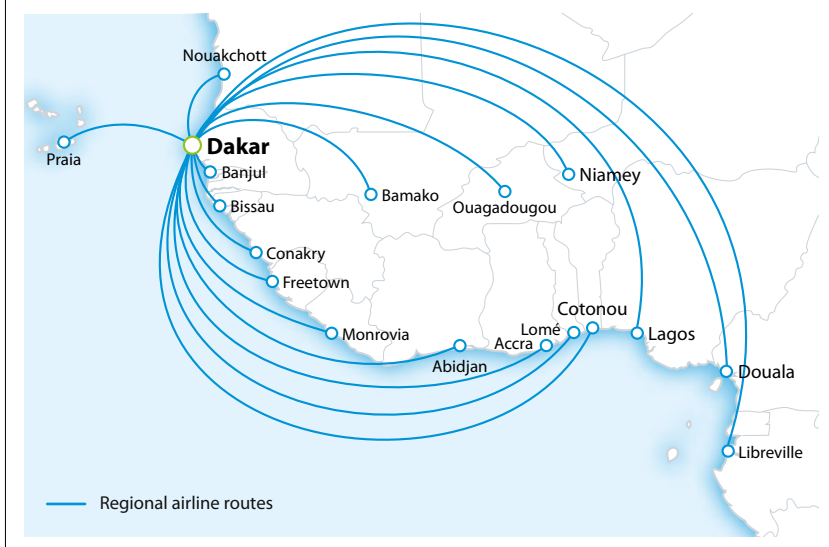 Nouakchott
Dakar
Praia
Banjul
Niamey
Bamako
Bissau
Ouagadougou
Conakry
Freetown
Cotonou
Lomé
Monrovia
Lagos
Accra
Abidjan
Douala
Libreville
Regional airline routes